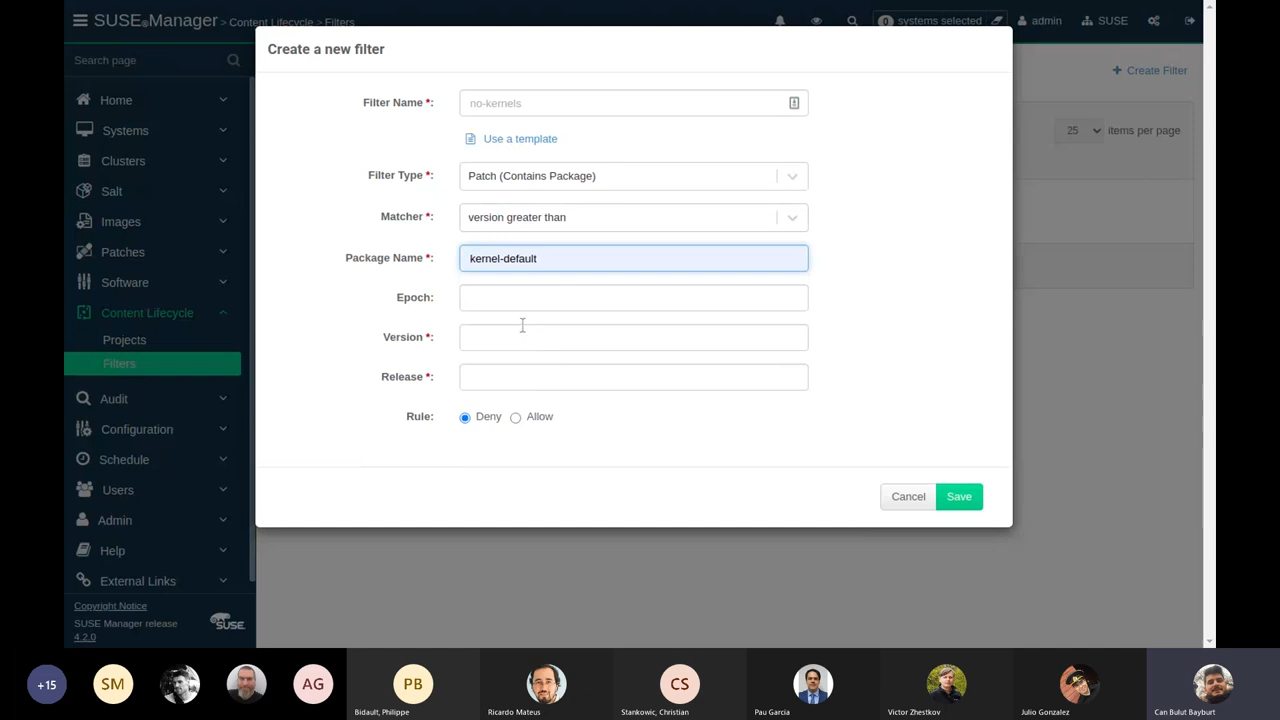 SUSE Manager > Content Lifecycle > Filters
0 systems selected
admin
SUSE
Search page
Home
Systems
Clusters
Salt
Images
Patches
Software
Content Lifecycle
Projects
Filters
Audit
Configuration
Schedule
Users
Admin
Help
External Links
Copyright Notice
SUSE Manager release
4.2.0
SUSE
Create Filter
25 items per page
Create a new filter
Filter Name *: no-kernels
Use a template
Filter Type *: Patch (Contains Package)
Matcher *: version greater than
Package Name *: kernel-default
Epoch:
Version *:
Release *:
Rule: Deny Allow
Cancel Save
+15 SM AG PB CS
Bidault, Philippe
Ricardo Mateus
Stankovic, Christian
Pau Garcia
Victor Zhestkov
Julio Gonzalez
Can Bulut Bayburt